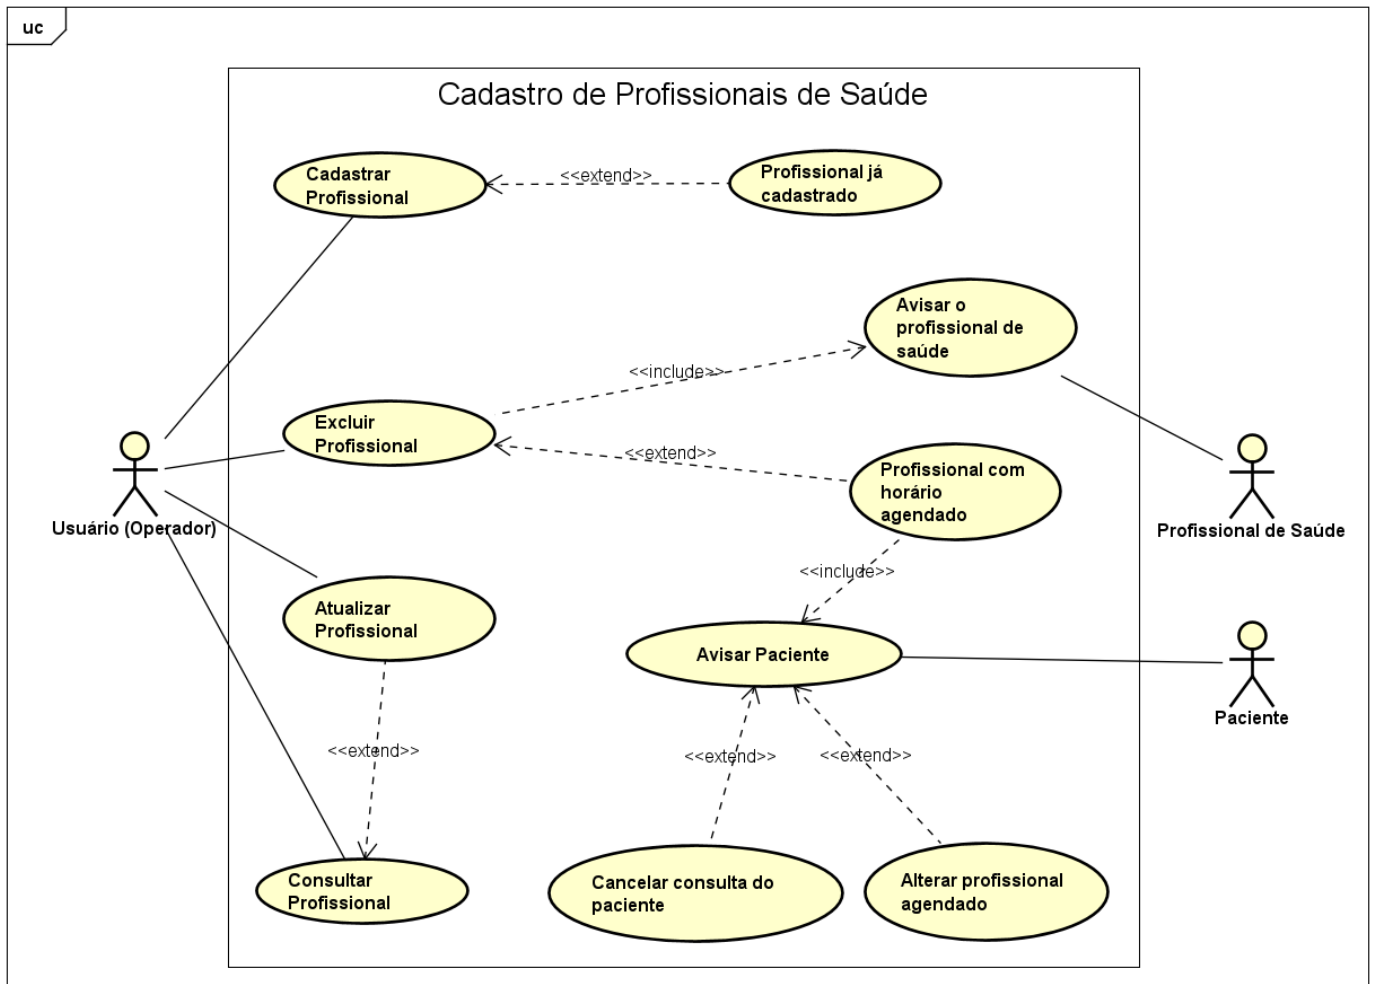 uc
Cadastro de Profissionais de Saúde
Cadastrar
Profissional
<<extend>>
Profissional já
cadastrado
Avisar o
profissional de
saúde
<<include>>
Excluir
Profissional
<<extend>>
Profissional com
horário
agendado
Usuário (Operador)
Profissional de Saúde
<<include>>
Atualizar
Profissional
Avisar Paciente
Paciente
<<extend>>
<<extend>>
<<extend>>
Consultar
Profissional
Cancelar consulta do
paciente
Alterar profissional
agendado